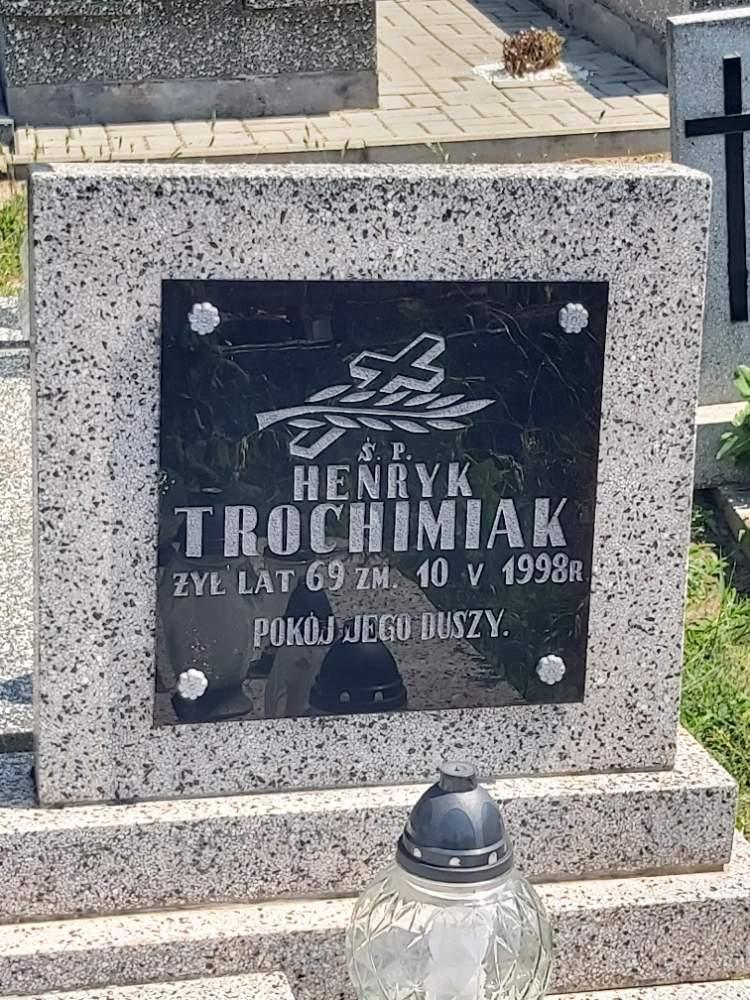 Ś. P.
HENRYK
TROCHIMIAK
ŻYŁ LAT 69 ZM. 10 V 1998R
POKÓJ JEGO DUSZY.